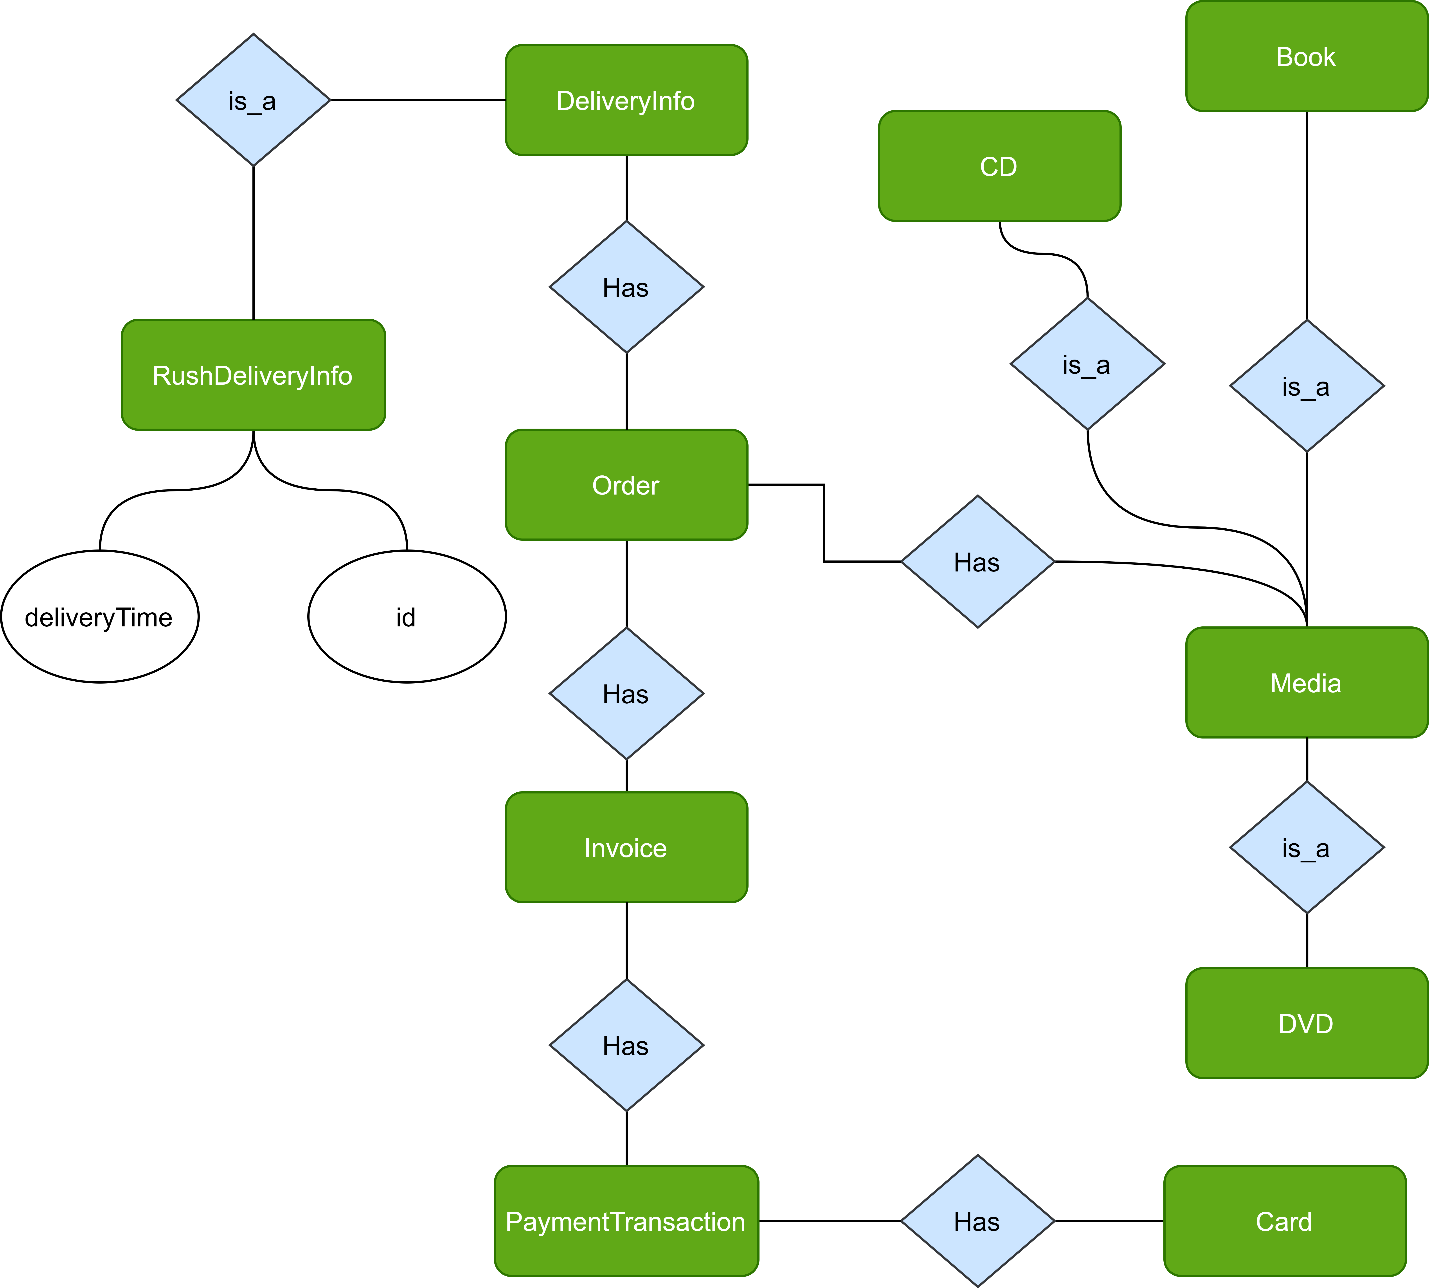 Book
is_a
DeliveryInfo
CD
Has
is_a
RushDeliveryInfo
is_a
Order
Has
deliveryTime
id
Has
Media
Invoice
is_a
Has
DVD
PaymentTransaction
Has
Card